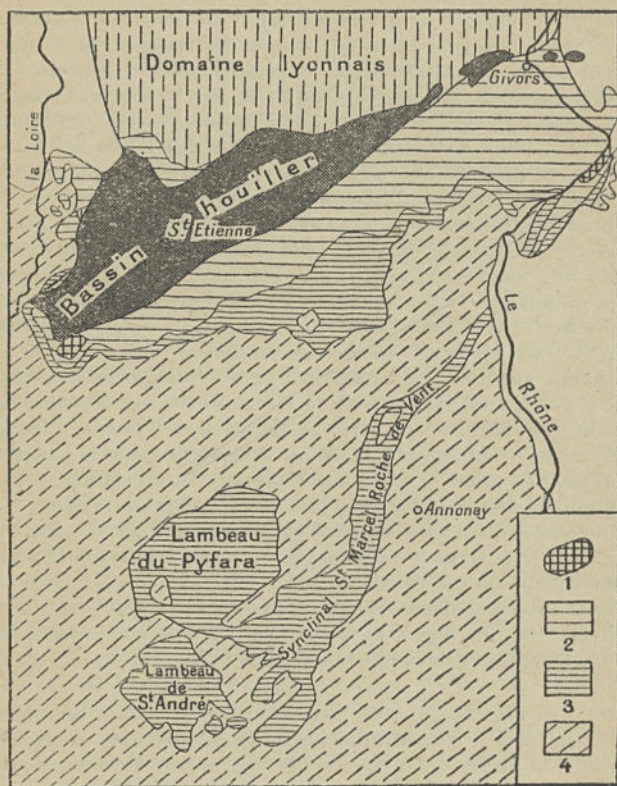 Domaine lyonnais
Givors
la Loire
Bassin houiller
St Etienne
Le Rhône
Synclinal St Marcel Roche de Vent
Annonay
Lambeau
du Pyfara
Lambeau
de
St André
1
2
3
4